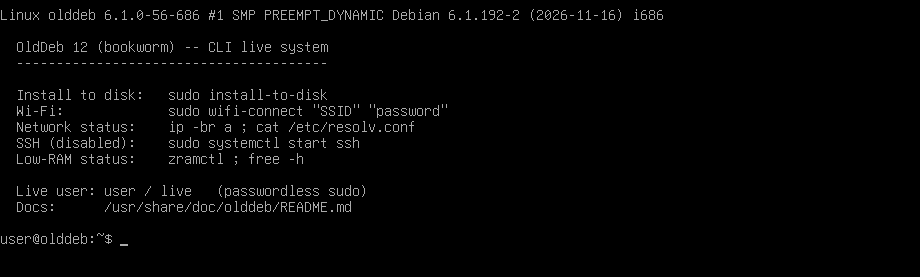 Linux olddeb 6.1.0-56-686 #1 SMP PREEMPT_DYNAMIC Debian 6.1.192-2 (2026-11-16) i686
OldDeb 12 (bookworm) -- CLI live system
---------------------------------------
Install to disk:   sudo install-to-disk
Wi-Fi:             sudo wifi-connect "SSID" "password"
Network status:    ip -br a ; cat /etc/resolv.conf
SSH (disabled):    sudo systemctl start ssh
Low-RAM status:    zramctl ; free -h
Live user: user / live   (passwordless sudo)
Docs:      /usr/share/doc/olddeb/README.md
user@olddeb:~$ _